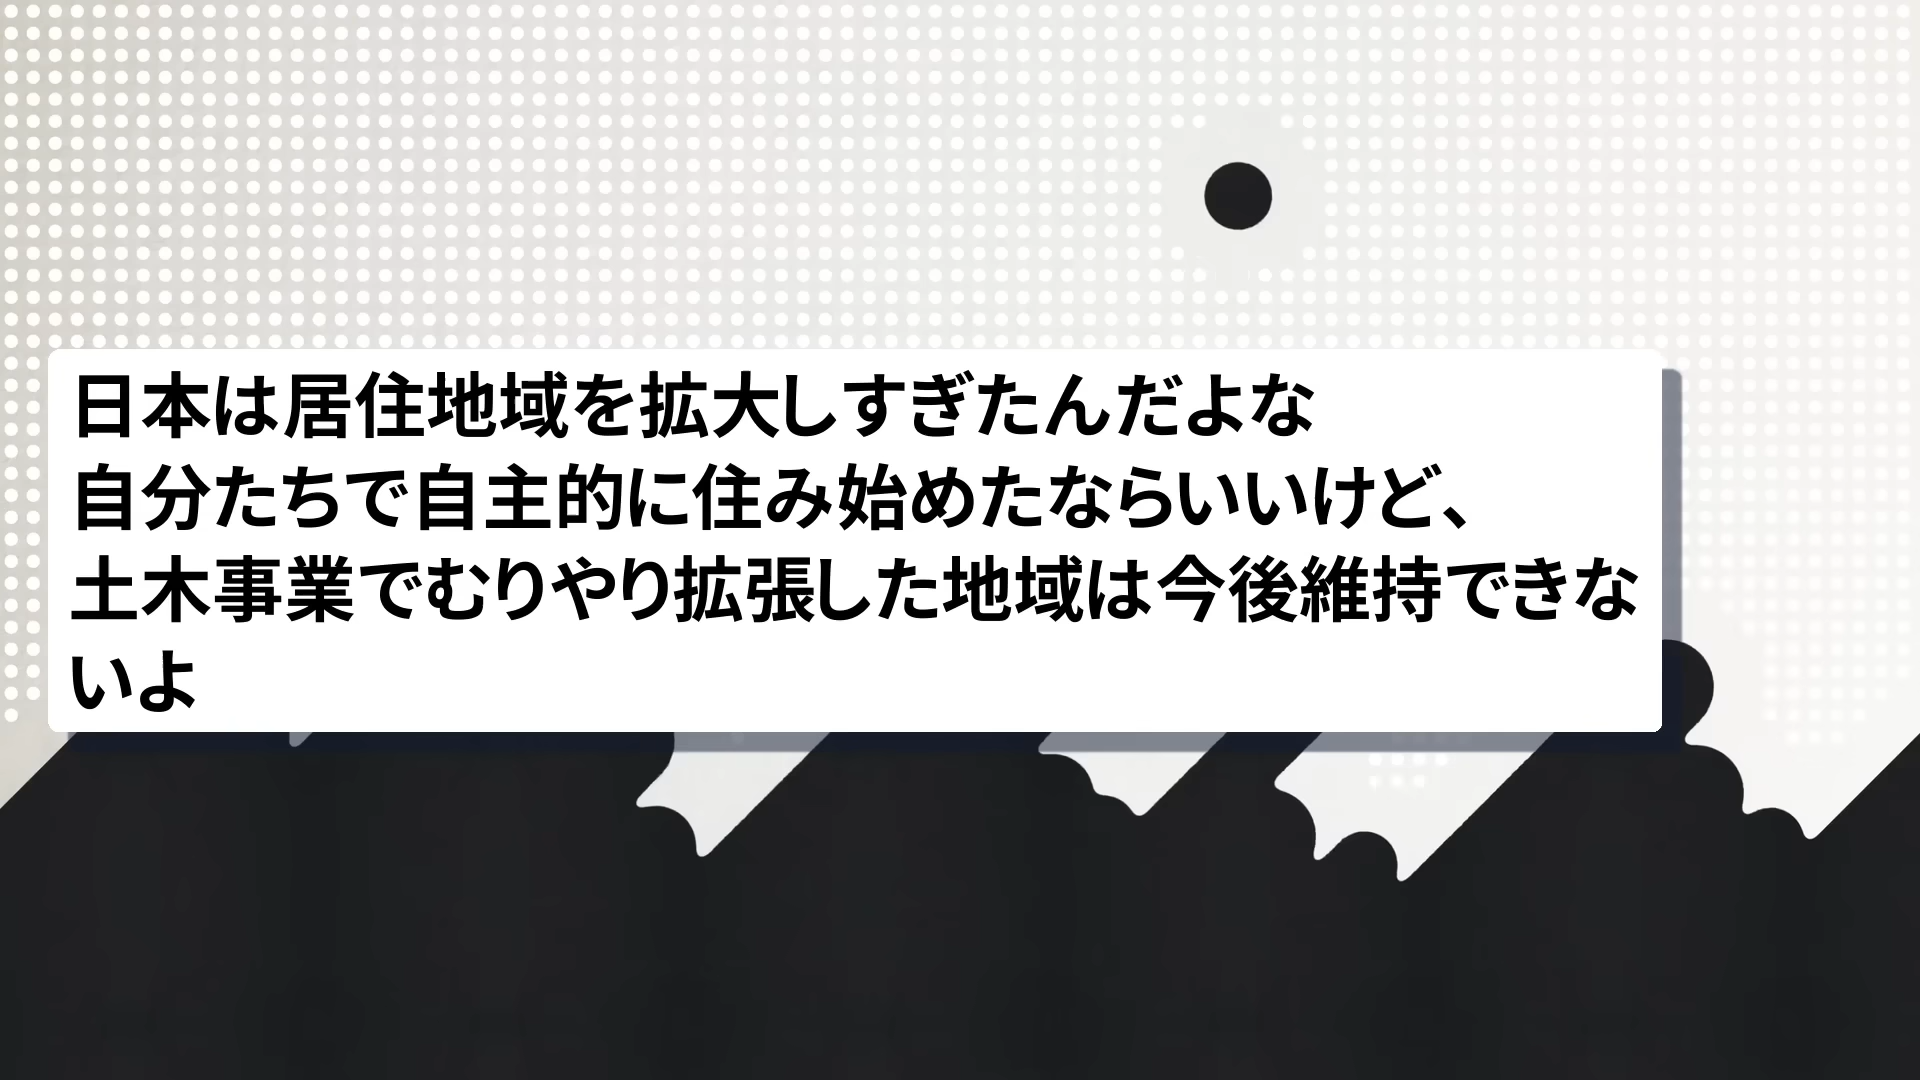 日本は居住地域を拡大しすぎたんだよな
自分たちで自主的に住み始めたならいいけど、
土木事業でむりやり拡張した地域は今後維持できな
いよ